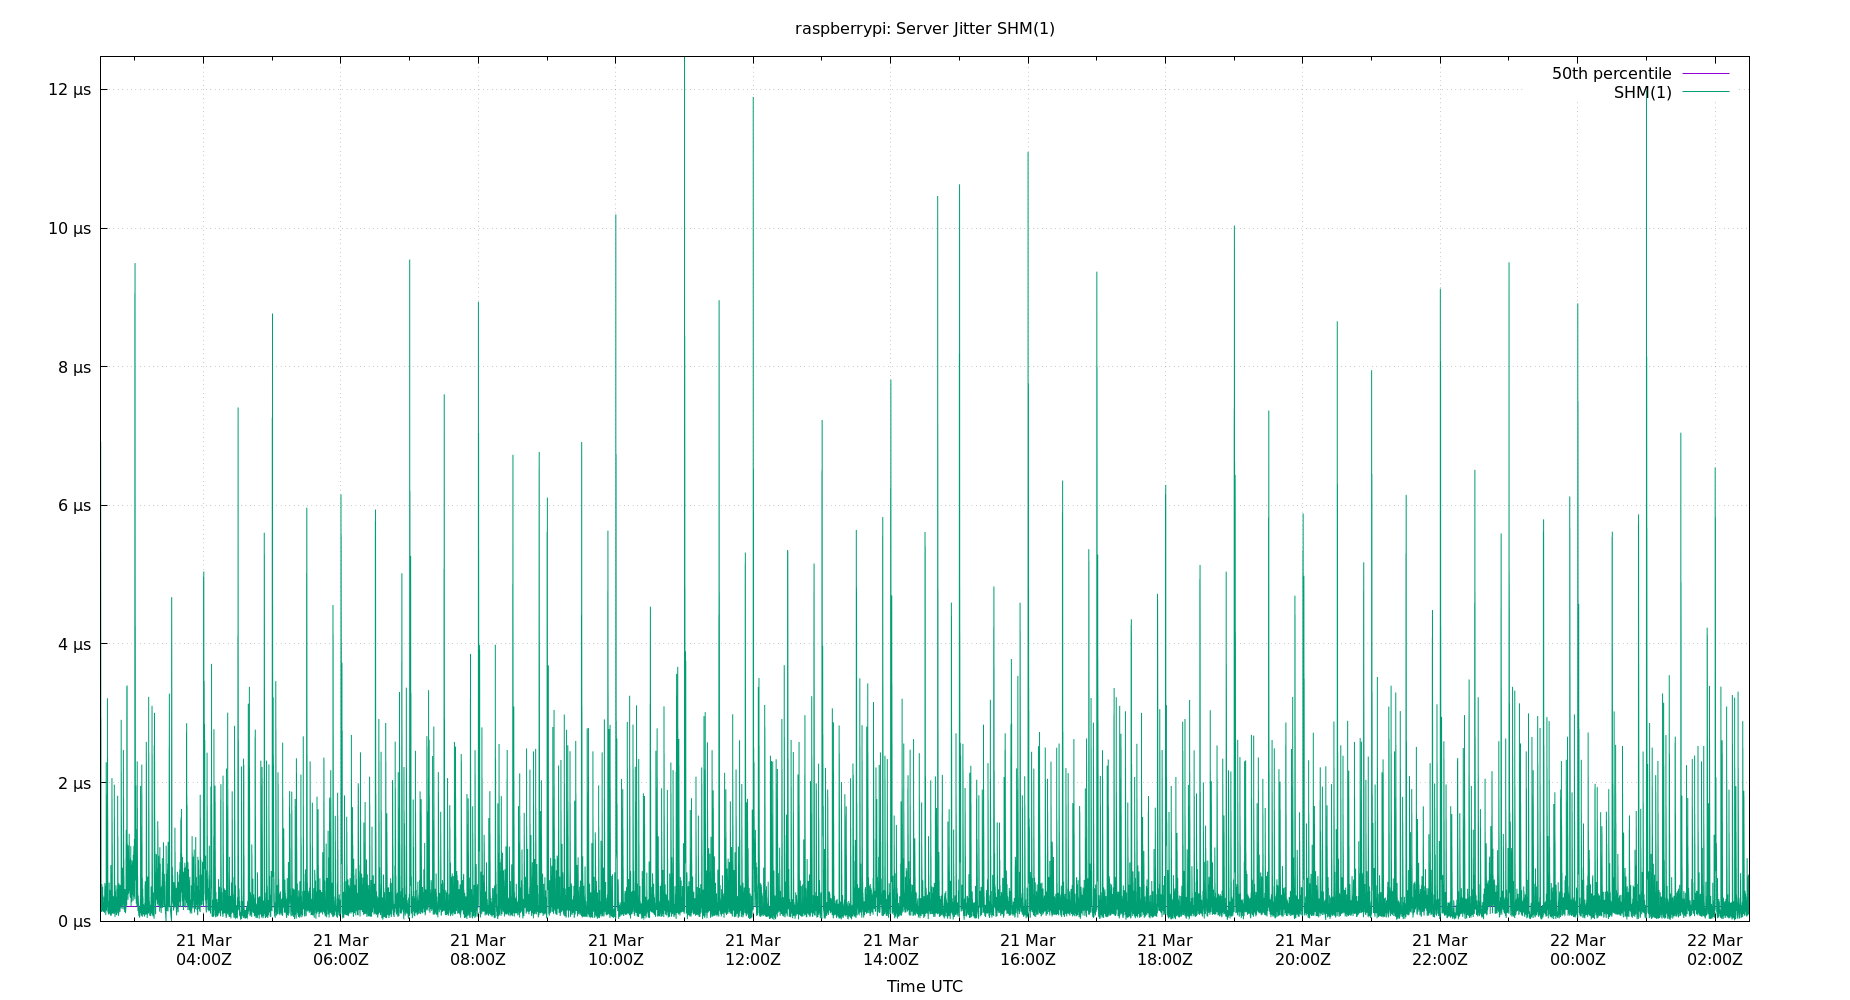 raspberrypi: Server Jitter SHM(1)
50th percentile
SHM(1)
12 µs
10 µs
8 µs
6 µs
4 µs
2 µs
0 µs
21 Mar 21 Mar 21 Mar 21 Mar 21 Mar 21 Mar 21 Mar 21 Mar 21 Mar 21 Mar 22 Mar 22 Mar
04:00Z 06:00Z 08:00Z 10:00Z 12:00Z 14:00Z 16:00Z 18:00Z 20:00Z 22:00Z 00:00Z 02:00Z
Time UTC